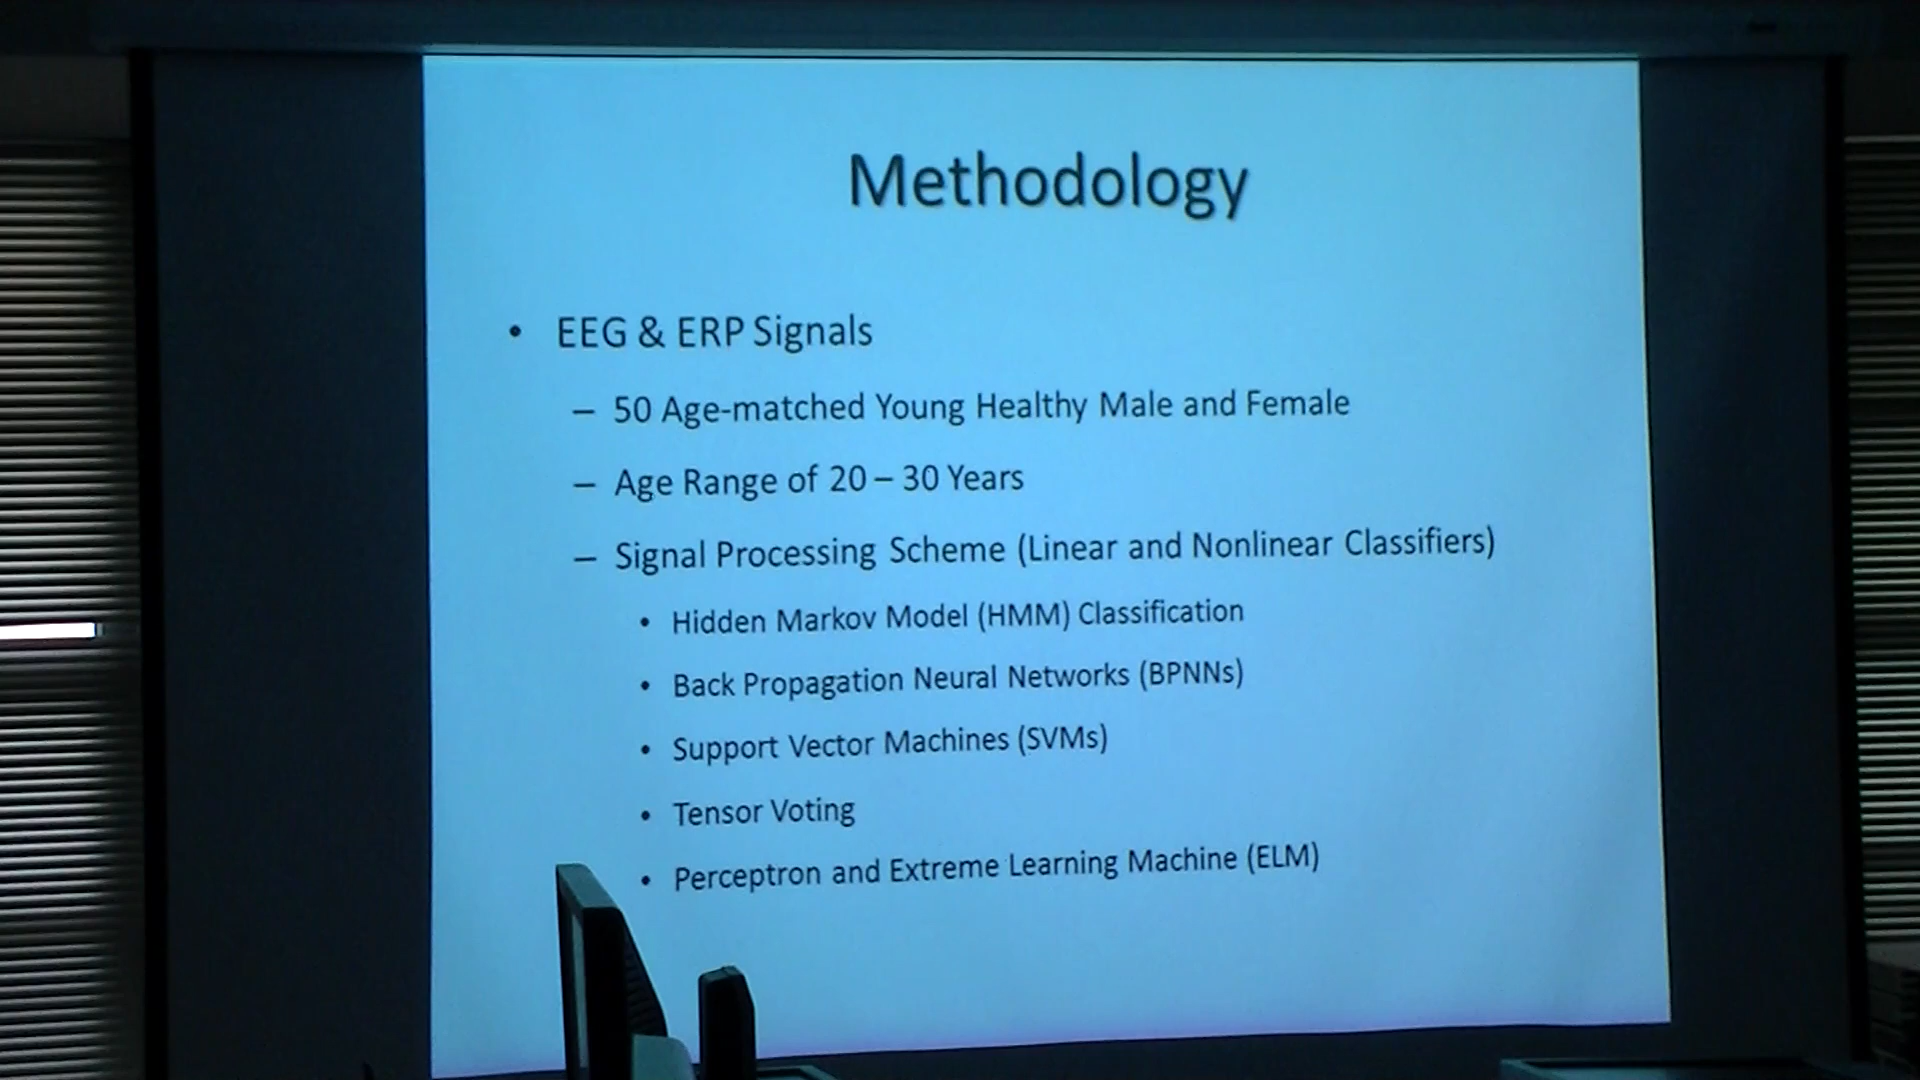 Methodology
• EEG & ERP Signals
– 50 Age-matched Young Healthy Male and Female
– Age Range of 20 – 30 Years
– Signal Processing Scheme (Linear and Nonlinear Classifiers)
• Hidden Markov Model (HMM) Classification
• Back Propagation Neural Networks (BPNNs)
• Support Vector Machines (SVMs)
• Tensor Voting
• Perceptron and Extreme Learning Machine (ELM)